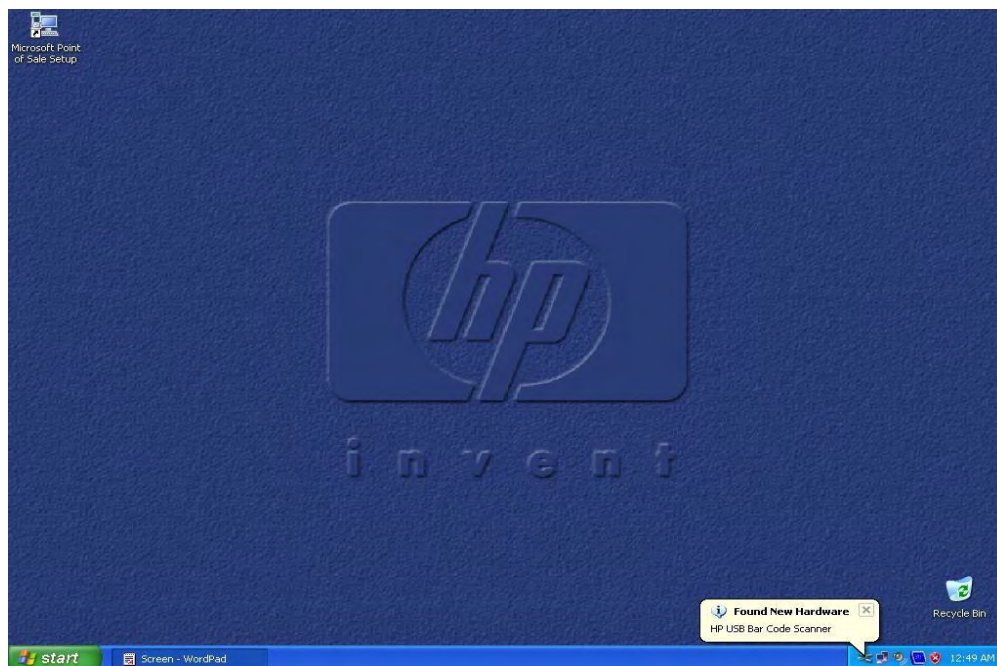 Microsoft Point
of Sale Setup
hp
invent
Found New Hardware
HP USB Bar Code Scanner
Recycle Bin
start
Screen - WordPad
12:49 AM